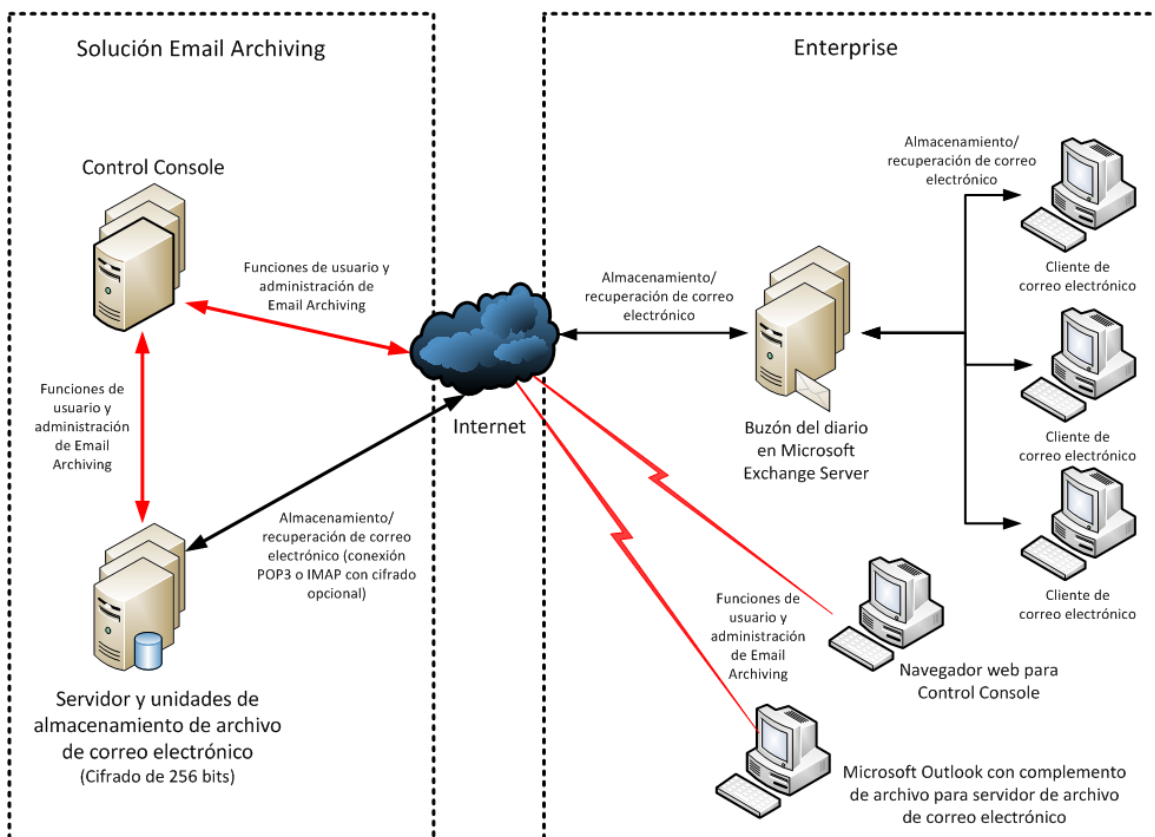 Solución Email Archiving
Enterprise
Control Console
Funciones de usuario y
administración de
Email Archiving
Funciones de
usuario y
administración
de Email
Archiving
Almacenamiento/
recuperación de correo
electrónico (conexión
POP3 o IMAP con cifrado
opcional)
Servidor y unidades de
almacenamiento de archivo
de correo electrónico
(Cifrado de 256 bits)
Internet
Almacenamiento/
recuperación de correo
electrónico
Buzón del diario
en Microsoft
Exchange Server
Almacenamiento/
recuperación de correo
electrónico
Cliente de
correo electrónico
Cliente de
correo electrónico
Cliente de
correo electrónico
Funciones de
usuario y
administración
de Email
Archiving
Navegador web para
Control Console
Microsoft Outlook con complemento
de archivo para servidor de archivo
de correo electrónico